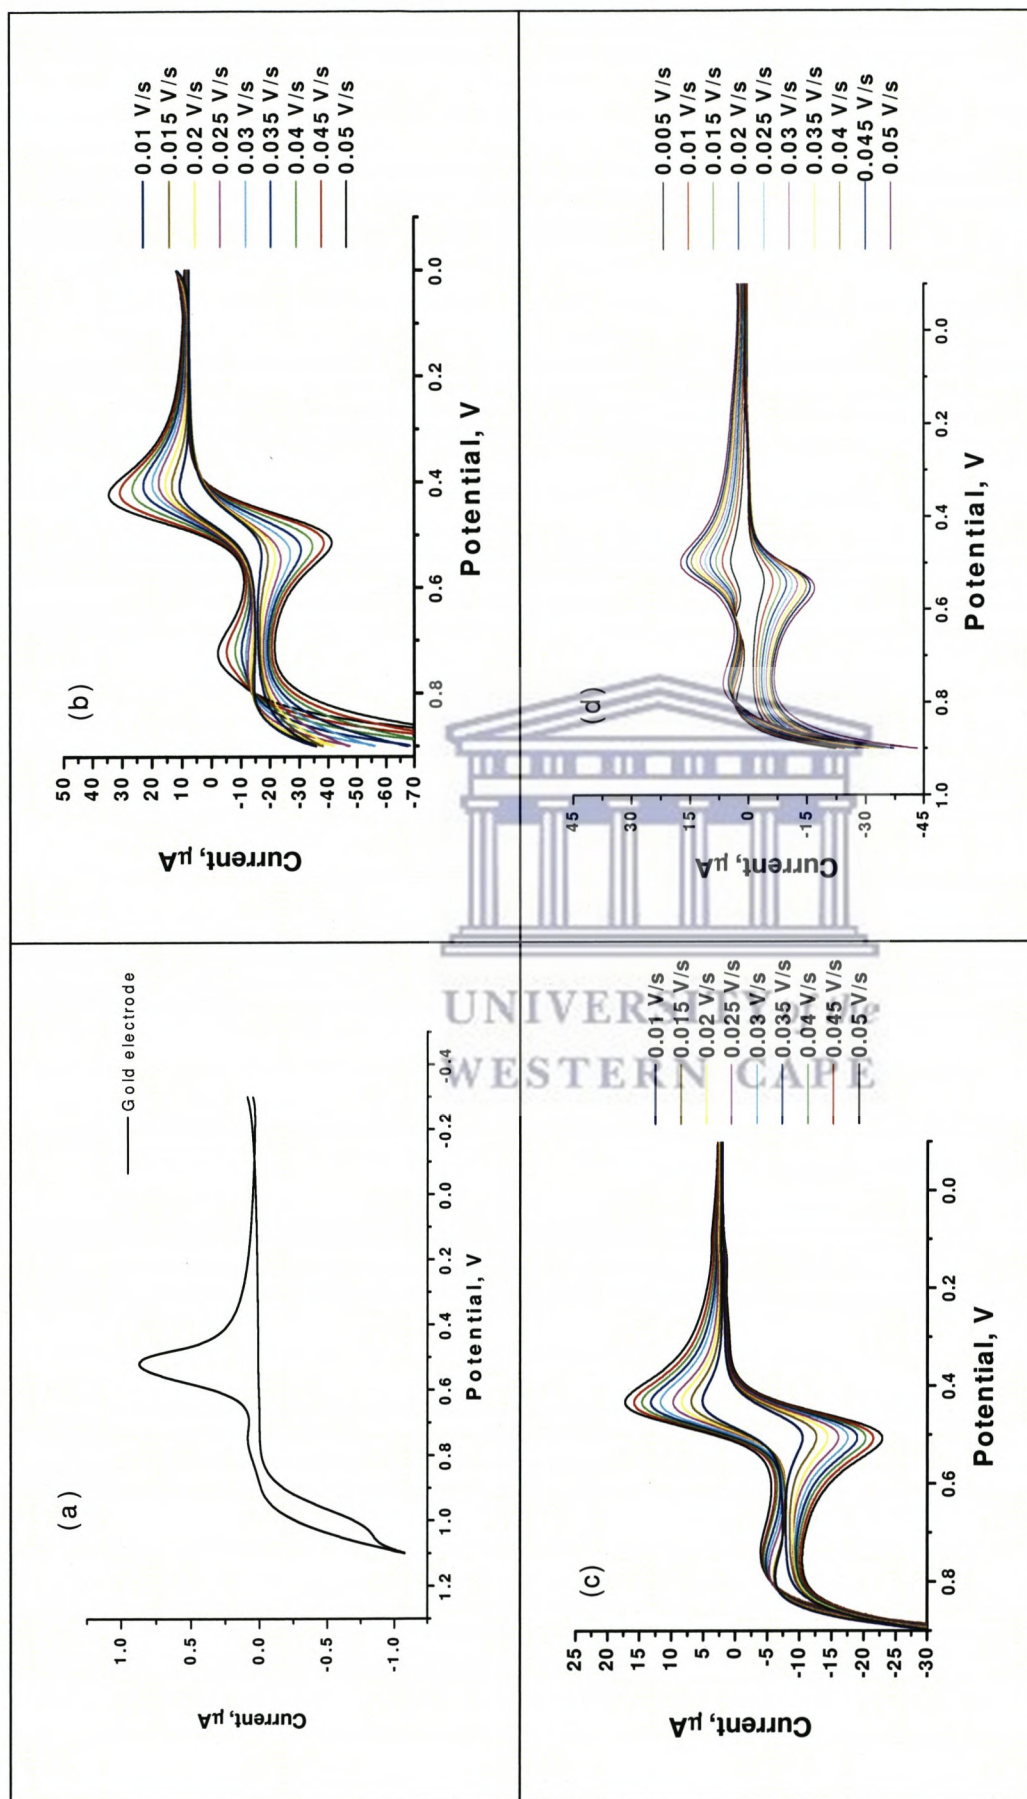 (a)
Gold electrode
1.0
0.5
0.0
-0.5
-1.0
Current, μA
1.2 1.0 0.8 0.6 0.4 0.2 0.0 -0.2 -0.4
Potential, V
(b)
0.01 V/s
0.015 V/s
0.02 V/s
0.025 V/s
0.03 V/s
0.035 V/s
0.04 V/s
0.045 V/s
0.05 V/s
50
40
30
20
10
0
-10
-20
-30
-40
-50
-60
-70
Current, μA
0.8 0.6 0.4 0.2 0.0
Potential, V
(c)
0.01 V/s
0.015 V/s
0.02 V/s
0.025 V/s
0.03 V/s
0.035 V/s
0.04 V/s
0.045 V/s
0.05 V/s
25
20
15
10
5
0
-5
-10
-15
-20
-25
-30
Current, μA
0.8 0.6 0.4 0.2 0.0
Potential, V
(d)
0.005 V/s
0.01 V/s
0.015 V/s
0.02 V/s
0.025 V/s
0.03 V/s
0.035 V/s
0.04 V/s
0.045 V/s
0.05 V/s
45
30
15
0
-15
-30
-45
Current, μA
1.0 0.8 0.6 0.4 0.2 0.0
Potential, V
UNIVERSITY of the
WESTERN CAPE